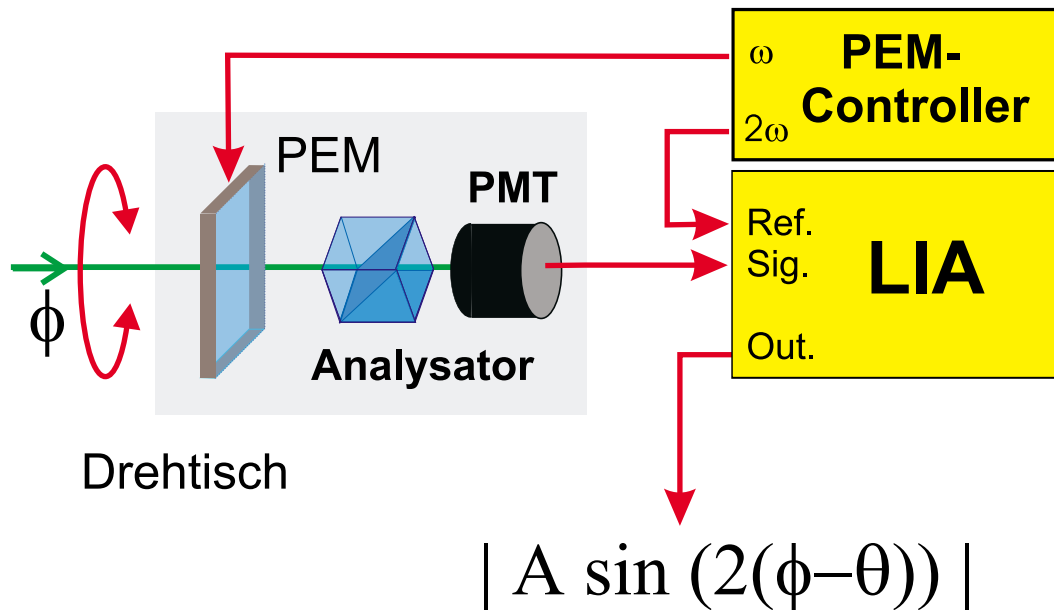 ω
PEM-
Controller
2ω
PEM
PMT
ϕ
Analysator
Ref.
Sig.
LIA
Out.
Drehtisch
| A sin (2(ϕ−θ)) |